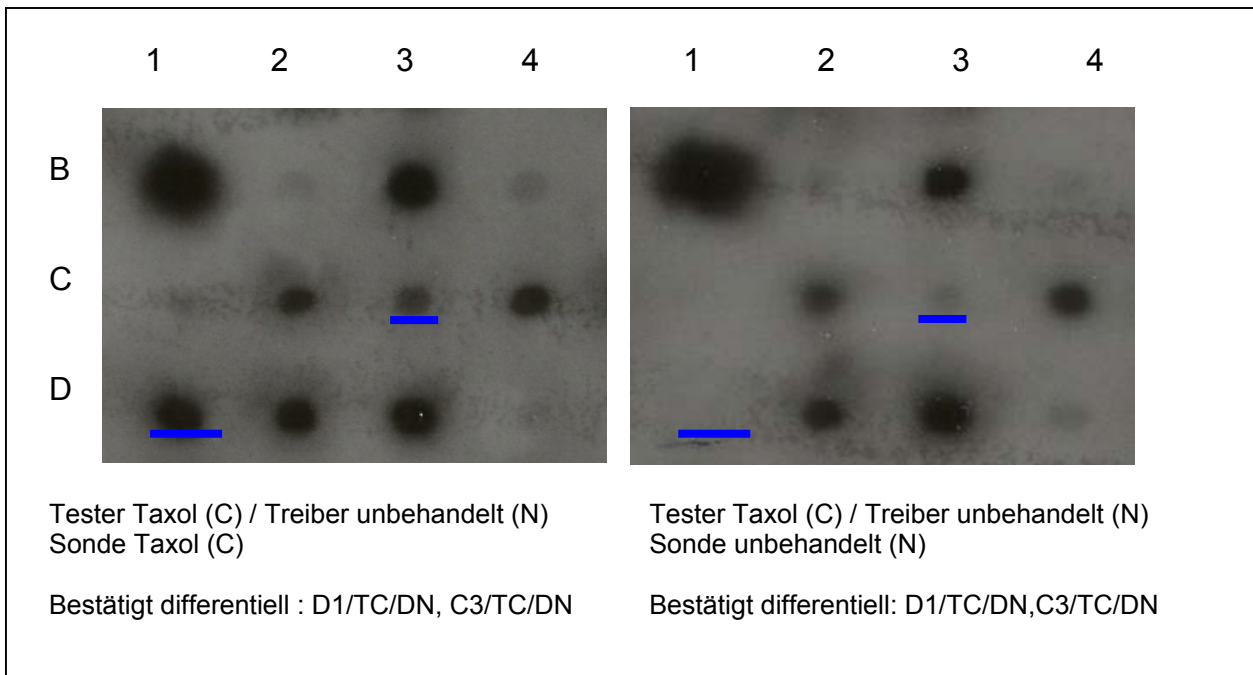 1 2 3 4
1 2 3 4
B
C
D
Tester Taxol (C) / Treiber unbehandelt (N)
Sonde Taxol (C)
Bestätigt differentiell : D1/TC/DN, C3/TC/DN
Tester Taxol (C) / Treiber unbehandelt (N)
Sonde unbehandelt (N)
Bestätigt differentiell: D1/TC/DN,C3/TC/DN